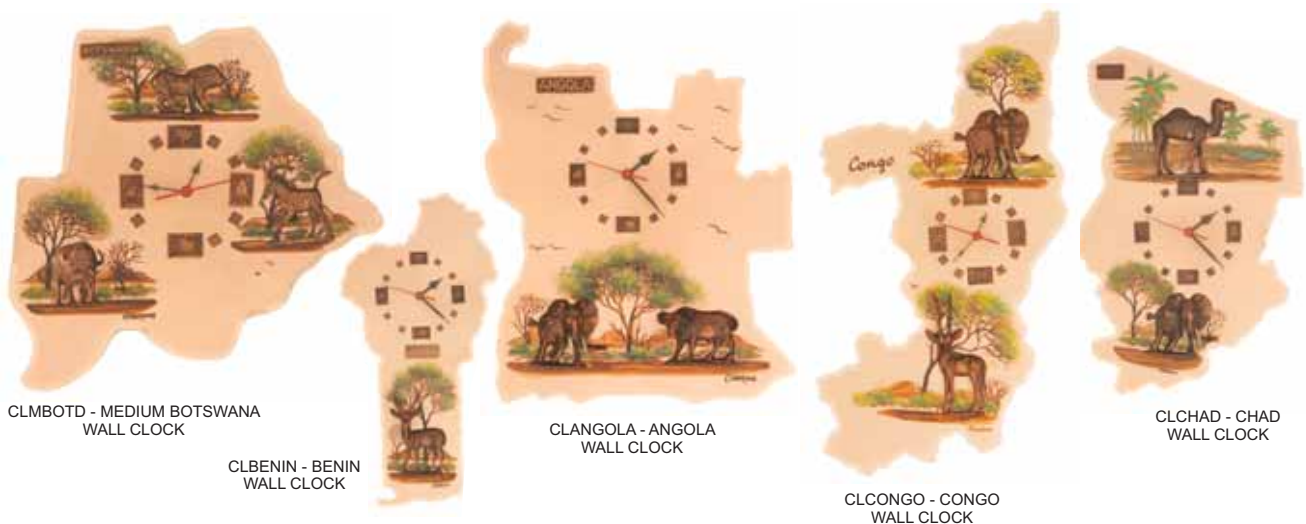 BOTSWANA
ANGOLA
Congo
CLMBOTD - MEDIUM BOTSWANA
WALL CLOCK
CLBENIN - BENIN
WALL CLOCK
CLANGOLA - ANGOLA
WALL CLOCK
CLCONGO - CONGO
WALL CLOCK
CLCHAD - CHAD
WALL CLOCK